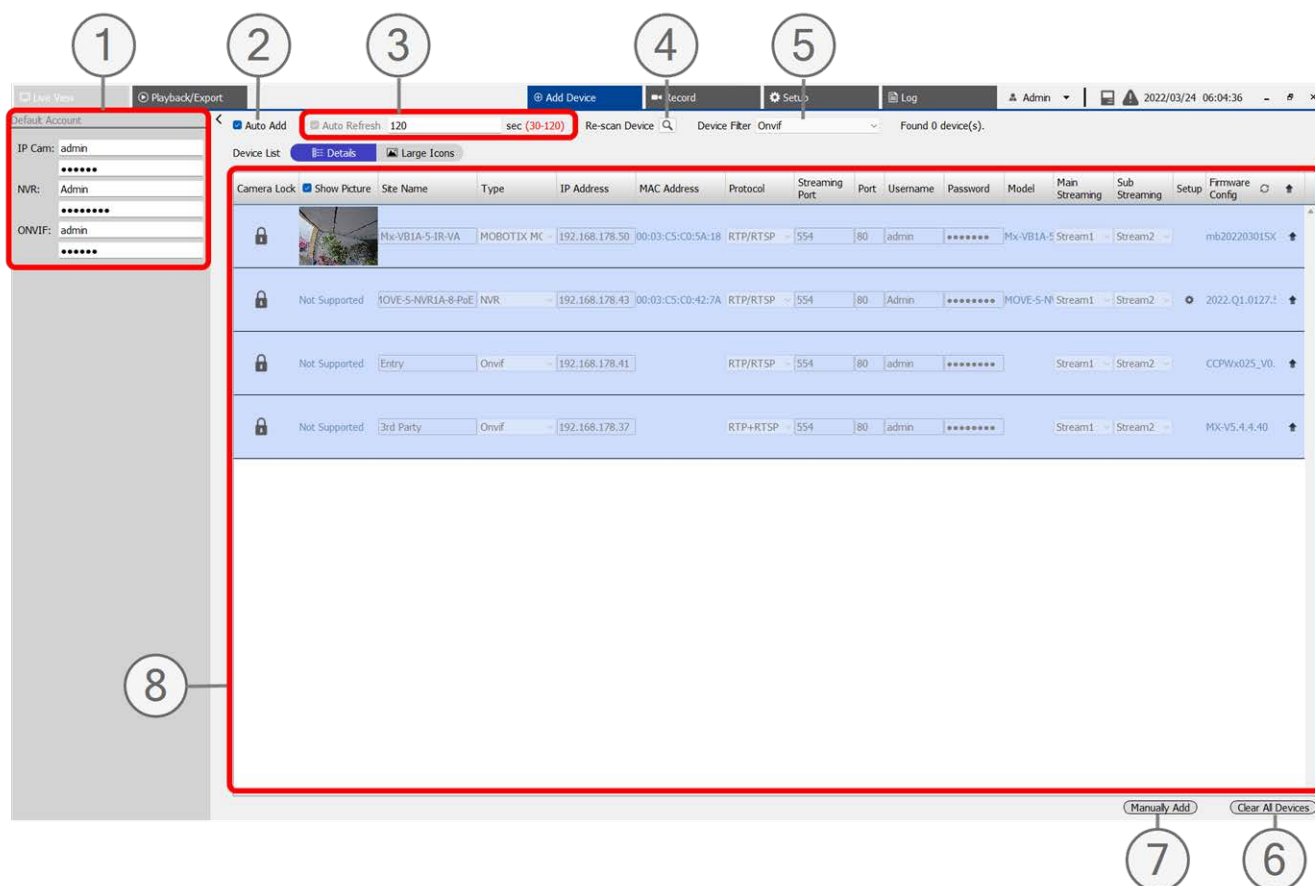 1 2 3 4 5
Live View Playback/Export Add Device Record Setup Log Admin 2022/03/24 06:04:36
Default Account
Auto Add Auto Refresh 120 sec (30-120) Re-scan Device Device Filter Onvif Found 0 device(s).
IP Cam: admin
••••••
Device List Details Large Icons
NVR: Admin
••••••••
ONVIF: admin
••••••
Camera Lock Show Picture Site Name Type IP Address MAC Address Protocol Streaming Port Port Username Password Model Main Streaming Sub Streaming Setup Firmware Config
Mx-VB1A-5-IR-VA MOBOTIX MC 192.168.178.50 00:03:C5:C0:5A:18 RTP/RTSP 554 80 admin ••••••• Mx-VB1A-5 Stream1 Stream2 mb20220301SX
Not Supported MOVE-S-NVR1A-8-PoE NVR 192.168.178.43 00:03:C5:C0:42:7A RTP/RTSP 554 80 Admin •••••••• MOVE-S-N Stream1 Stream2 2022.Q1.0127.
Not Supported Entry Onvif 192.168.178.41 RTP/RTSP 554 80 admin •••••••• Stream1 Stream2 CCPWx025_V0.
Not Supported 3rd Party Onvif 192.168.178.37 RTP+RTSP 554 80 admin •••••••• Stream1 Stream2 MX-V5.4.4.40
8
Manually Add Clear All Devices
7 6